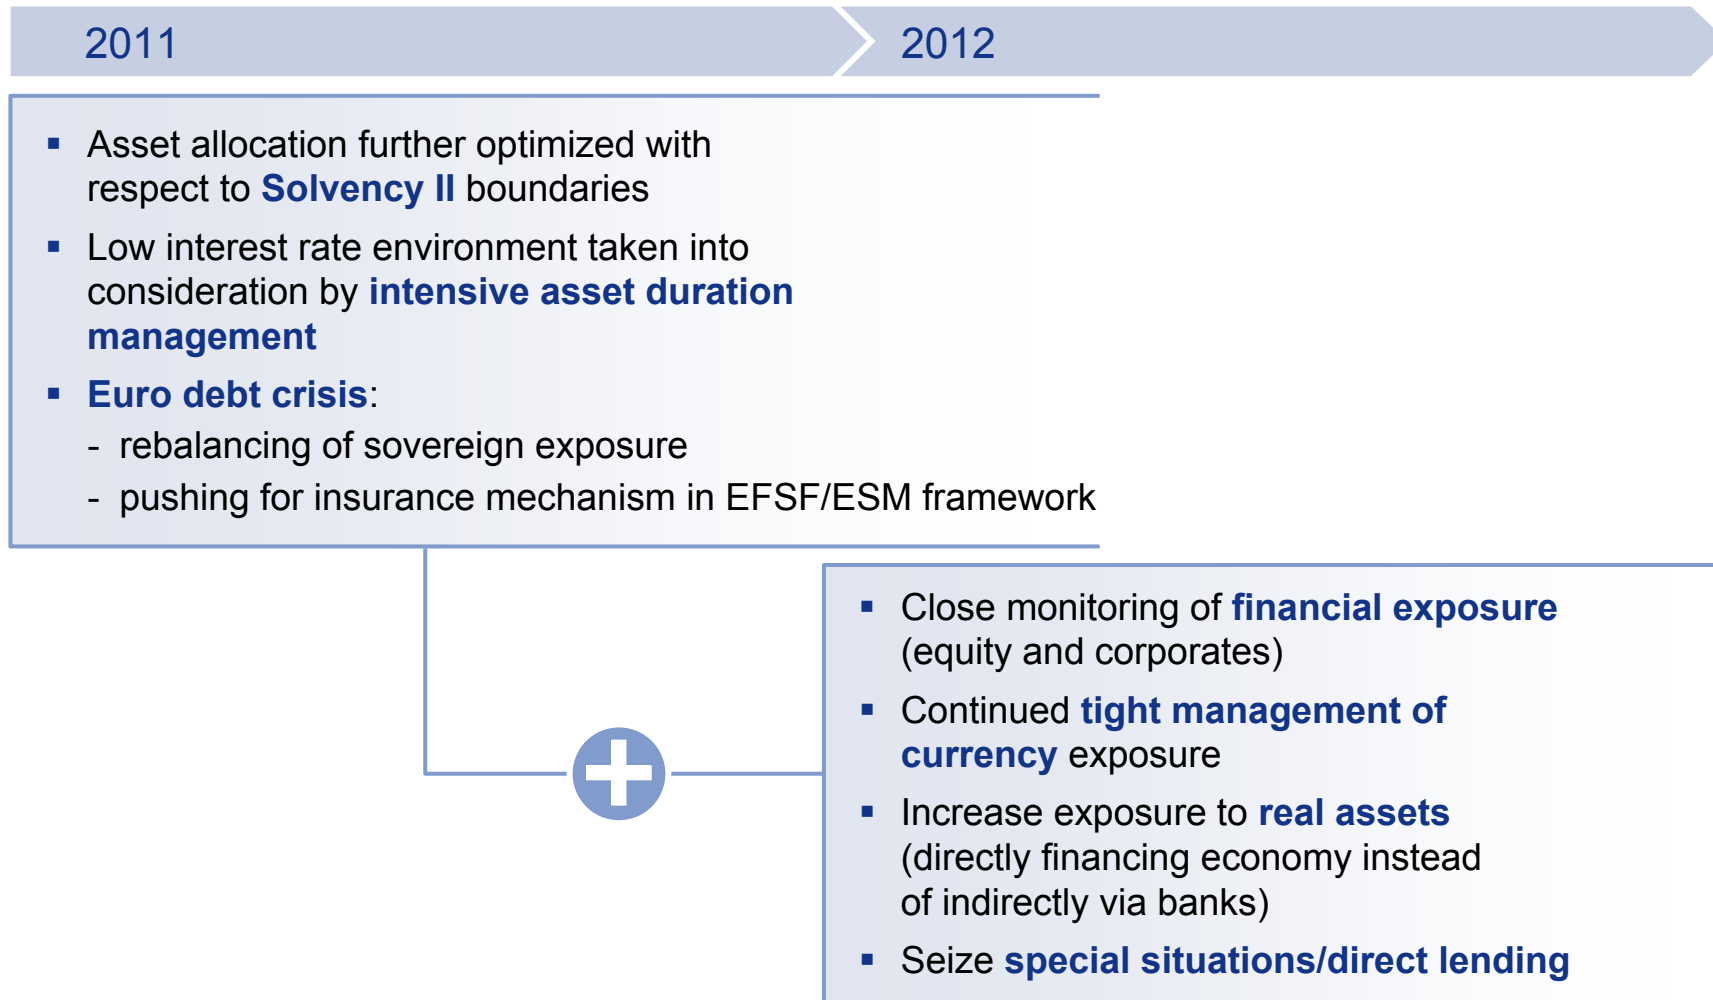 2011
2012
▪ Asset allocation further optimized with
respect to Solvency II boundaries
▪ Low interest rate environment taken into
consideration by intensive asset duration
management
▪ Euro debt crisis:
- rebalancing of sovereign exposure
- pushing for insurance mechanism in EFSF/ESM framework
▪ Close monitoring of financial exposure
(equity and corporates)
▪ Continued tight management of
currency exposure
▪ Increase exposure to real assets
(directly financing economy instead
of indirectly via banks)
▪ Seize special situations/direct lending